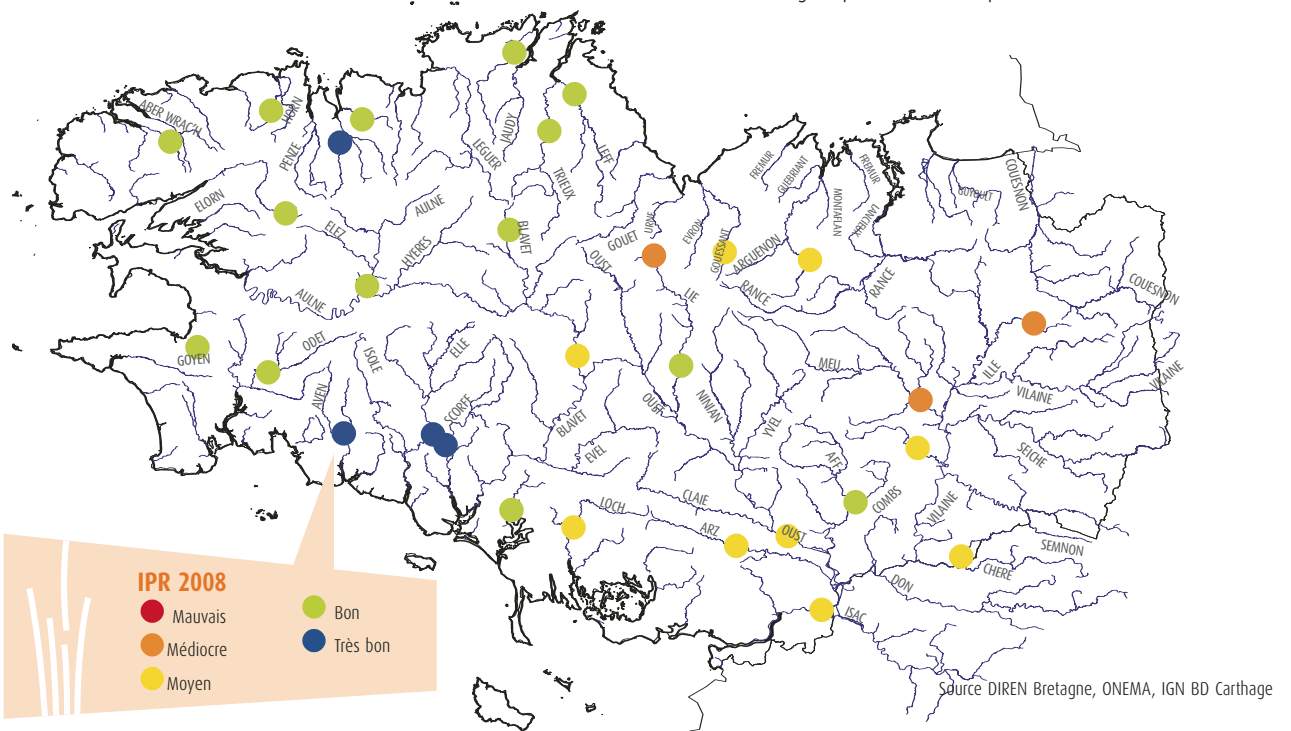 ABER WRAC'H
HORN
PENZE
JAUDY
LEGUER
TRIEUX
LEFF
ELORN
ELEZ
AULNE
HYERES
BLAVET
GOUET
URNE
EVRON
GOUESSANT
ARGUENON
FREMUR
GUEBRIANT
MONTAFILAN
FREMUR
GUYOULT
COUESNON
OUST
LIE
RANCE
RANCE
COUESNON
AULNE
GOYEN
ODET
ISOLE
ELLE
AVEN
SCORFF
BLAVET
EVEL
OUST
NINIAN
YVEL
MEU
ILLE
VILAINE
VILAINE
SEICHE
AFF
COMBS
VILAINE
LOCH
CLAIE
ARZ
OUST
SEMNON
CHERE
DON
ISAC
IPR 2008
Mauvais
Médiocre
Moyen
Bon
Très bon
Source DIREN Bretagne, ONEMA, IGN BD Carthage